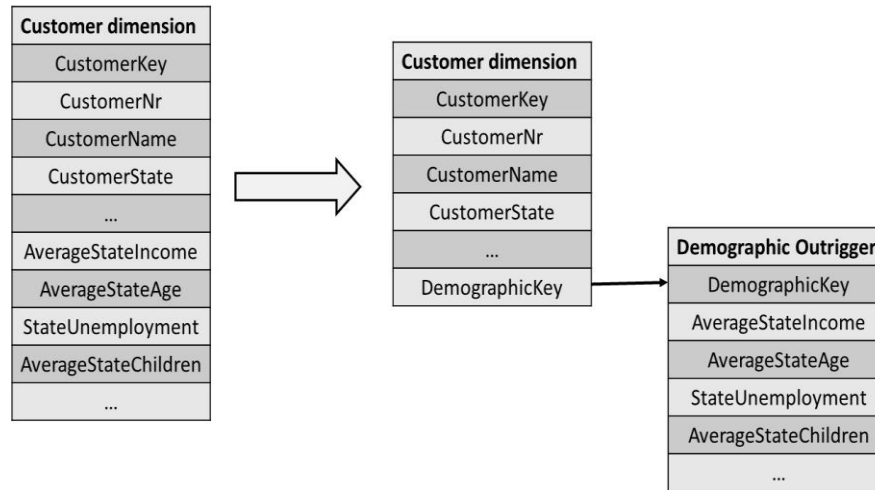 Customer dimension
CustomerKey
CustomerNr
CustomerName
CustomerState
...
AverageStateIncome
AverageStateAge
StateUnemployment
AverageStateChildren
...
Customer dimension
CustomerKey
CustomerNr
CustomerName
CustomerState
...
DemographicKey
Demographic Outrigger
DemographicKey
AverageStateIncome
AverageStateAge
StateUnemployment
AverageStateChildren
...